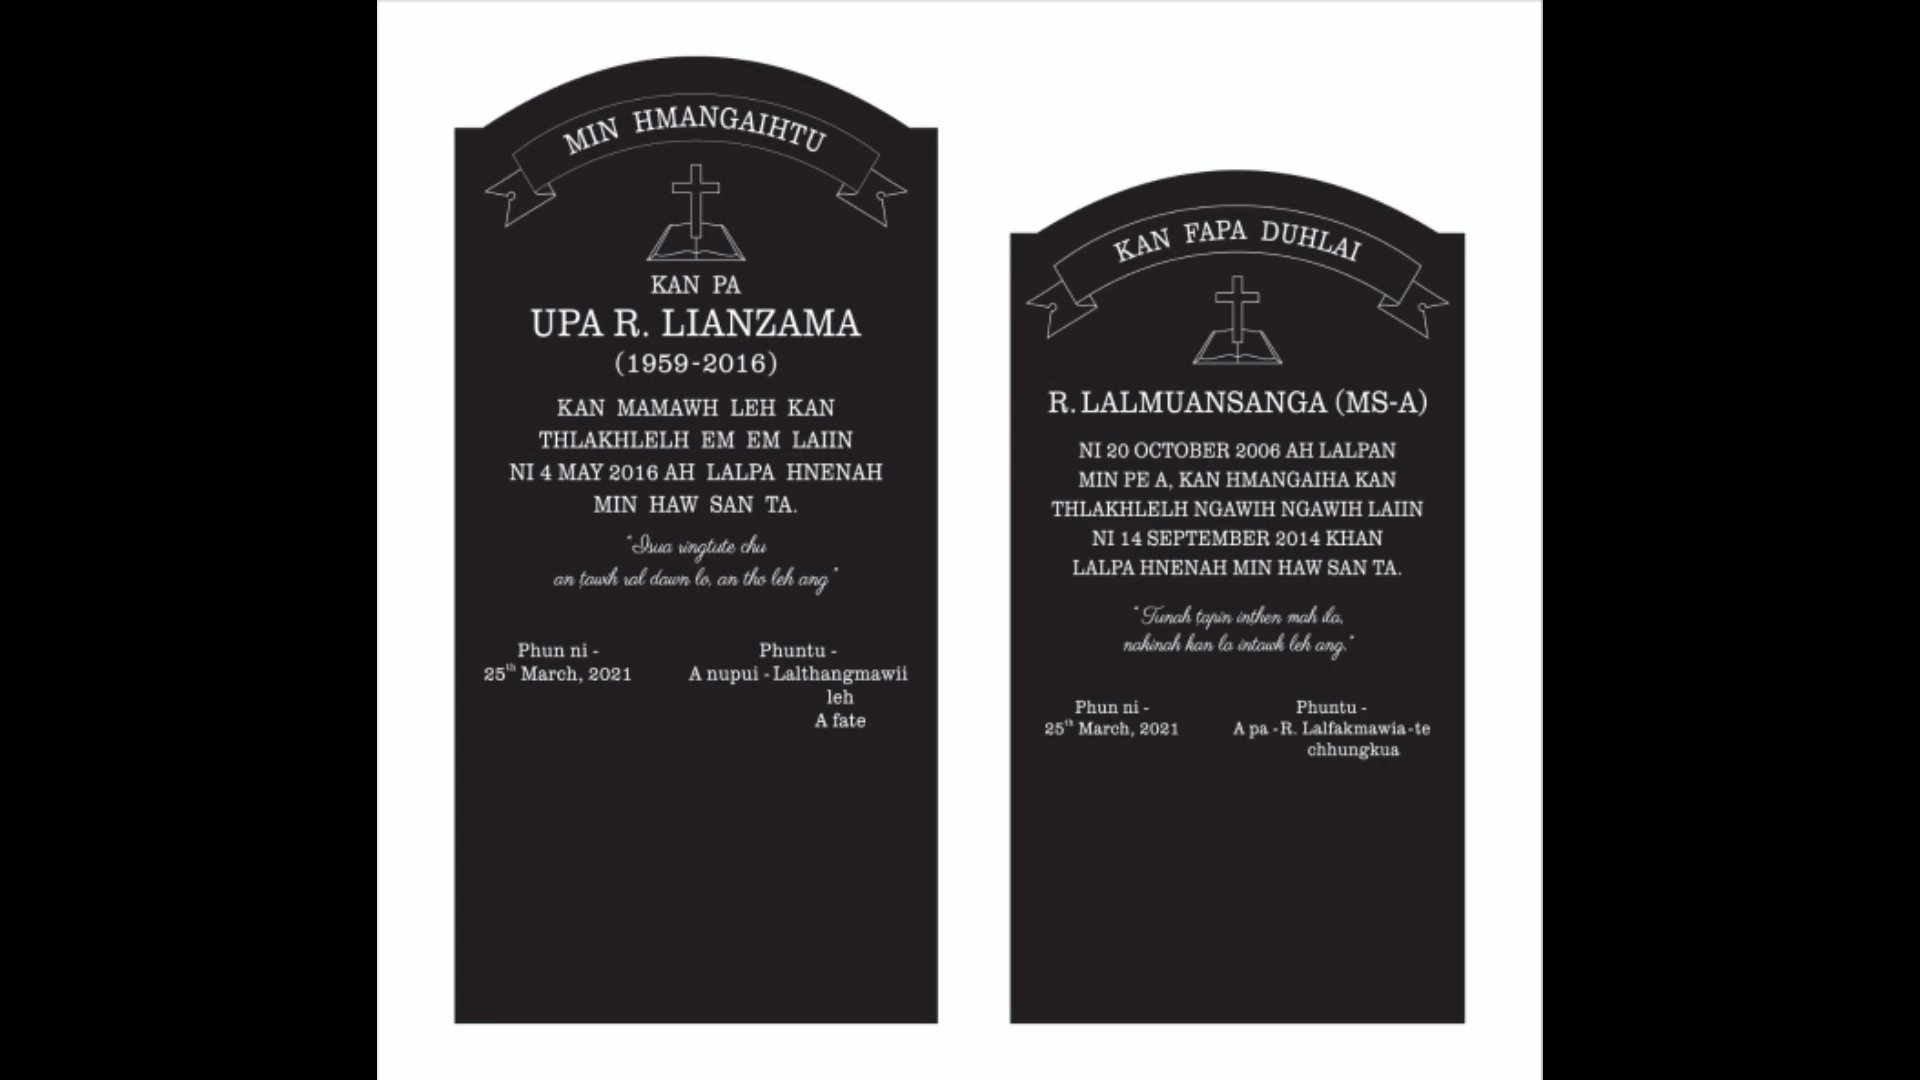 MIN HMANGAIHTU
KAN PA
UPA R. LIANZAMA
(1959-2016)
KAN MAMAWH LEH KAN
THLAKHLELH EM EM LAIIN
NI 4 MAY 2016 AH LALPA HNENAH
MIN HAW SAN TA.
"Isua ringtute chu
an ṭawih ral dawn lo, an tho leh ang"
Phun ni -
25th March, 2021
Phuntu -
A nupui - Lalthangmawii
leh
A fate
KAN FAPA DUHLAI
R. LALMUANSANGA (MS-A)
NI 20 OCTOBER 2006 AH LALPAN
MIN PE A, KAN HMANGAIHA KAN
THLAKHLELH NGAWIH NGAWIH LAIIN
NI 14 SEPTEMBER 2014 KHAN
LALPA HNENAH MIN HAW SAN TA.
"Tunah ṭapin inthen mah ila,
nakinah kan la intawk leh ang."
Phun ni -
25th March, 2021
Phuntu -
A pa - R. Lalfakmawia-te
chhungkua